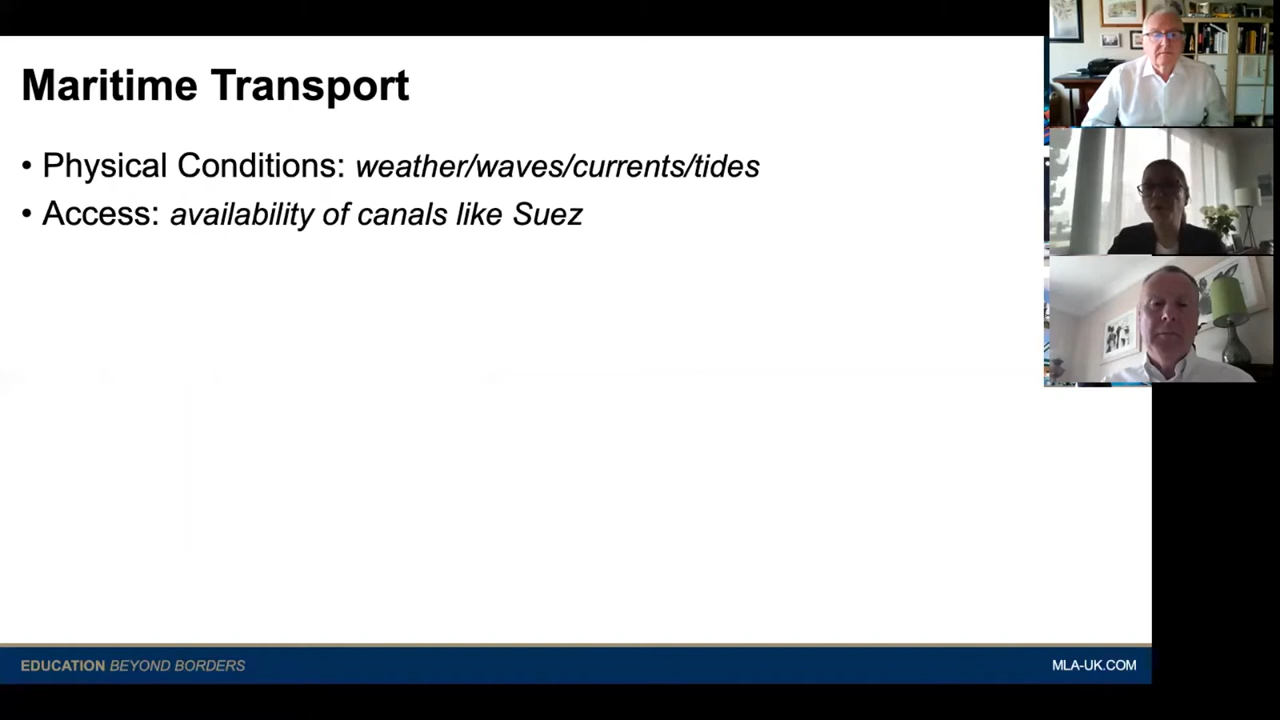 Maritime Transport
• Physical Conditions: weather/waves/currents/tides
• Access: availability of canals like Suez
EDUCATION BEYOND BORDERS
MLA-UK.COM